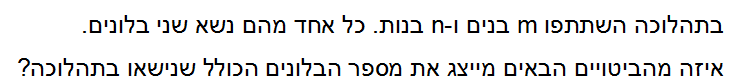 בתהלוכה השתתפו m בנים ו-n בנות. כל אחד מהם נשא שני בלונים.
איזה מהביטויים הבאים מייצג את מספר הבלונים הכולל שנישאו בתהלוכה?